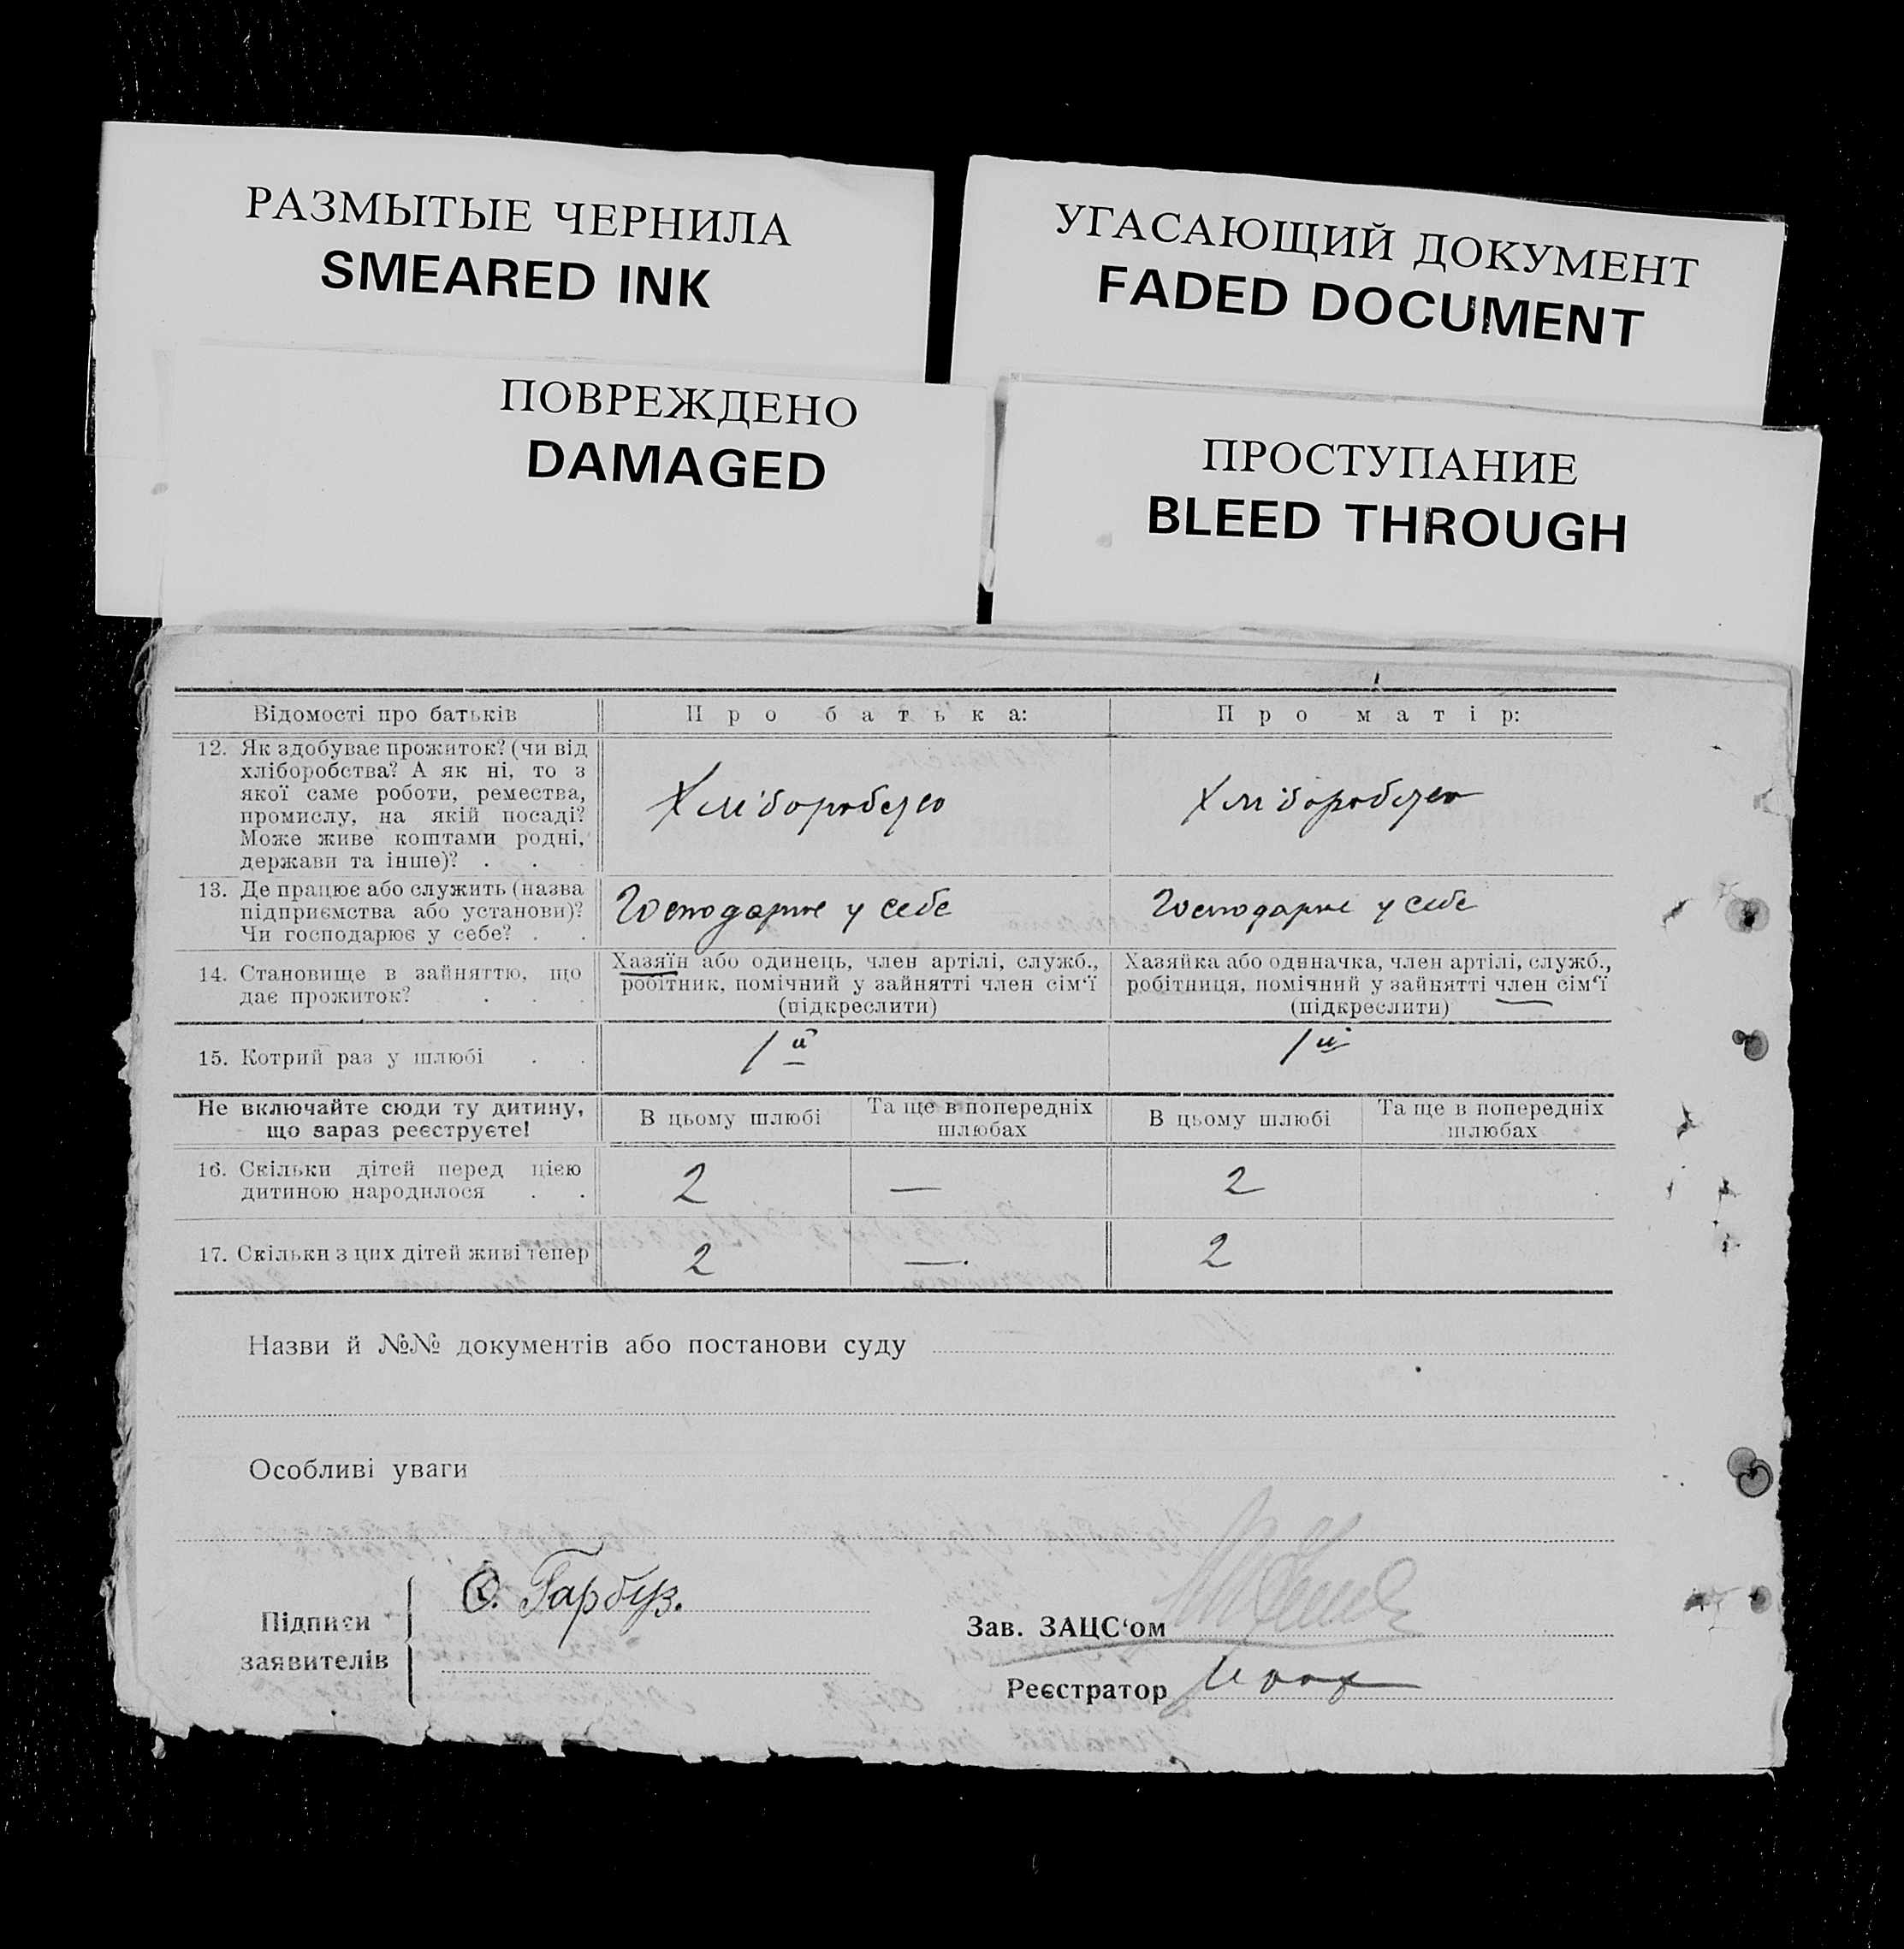 РАЗМЫТЫЕ ЧЕРНИЛА
SMEARED INK
УГАСАЮЩИЙ ДОКУМЕНТ
FADED DOCUMENT
ПОВРЕЖДЕНО
DAMAGED
ПРОСТУПАНИЕ
BLEED THROUGH
Відомості про батьків
Про батька:
Про матір:
12. Як здобуває прожиток? (чи від
хліборобства? А як ні, то з
якої саме роботи, ремества,
промислу, на якій посаді?
Може живе коштами родні,
держави та інше)? . .
Хліборобство
Хліборобство
13. Де працює або служить (назва
підприємства або установи)?
Чи господарює у себе? . .
Господарює у себе
Господарює у себе
14. Становище в зайняттю, що
дає прожиток? . . .
Хазяїн або одинець, член артілі, служб.,
робітник, помічний у зайнятті член сім‘ї
(підкреслити)
Хазяйка або одиначка, член артілі, служб.,
робітниця, помічний у зайнятті член сім‘ї
(підкреслити)
15. Котрий раз у шлюбі . .
1й
1й
Не включайте сюди ту дитину,
що зараз реєструєте!
В цьому шлюбі
Та ще в попередніх
шлюбах
В цьому шлюбі
Та ще в попередніх
шлюбах
16. Скільки дітей перед цією
дитиною народилося . .
2
—
2
17. Скільки з цих дітей живі тепер
2
—.
2
Назви й №№ документів або постанови суду
Особливі уваги
Підписи
заявителів
О. Гарбуз.
Зав. ЗАЦС‘ом
Реєстратор